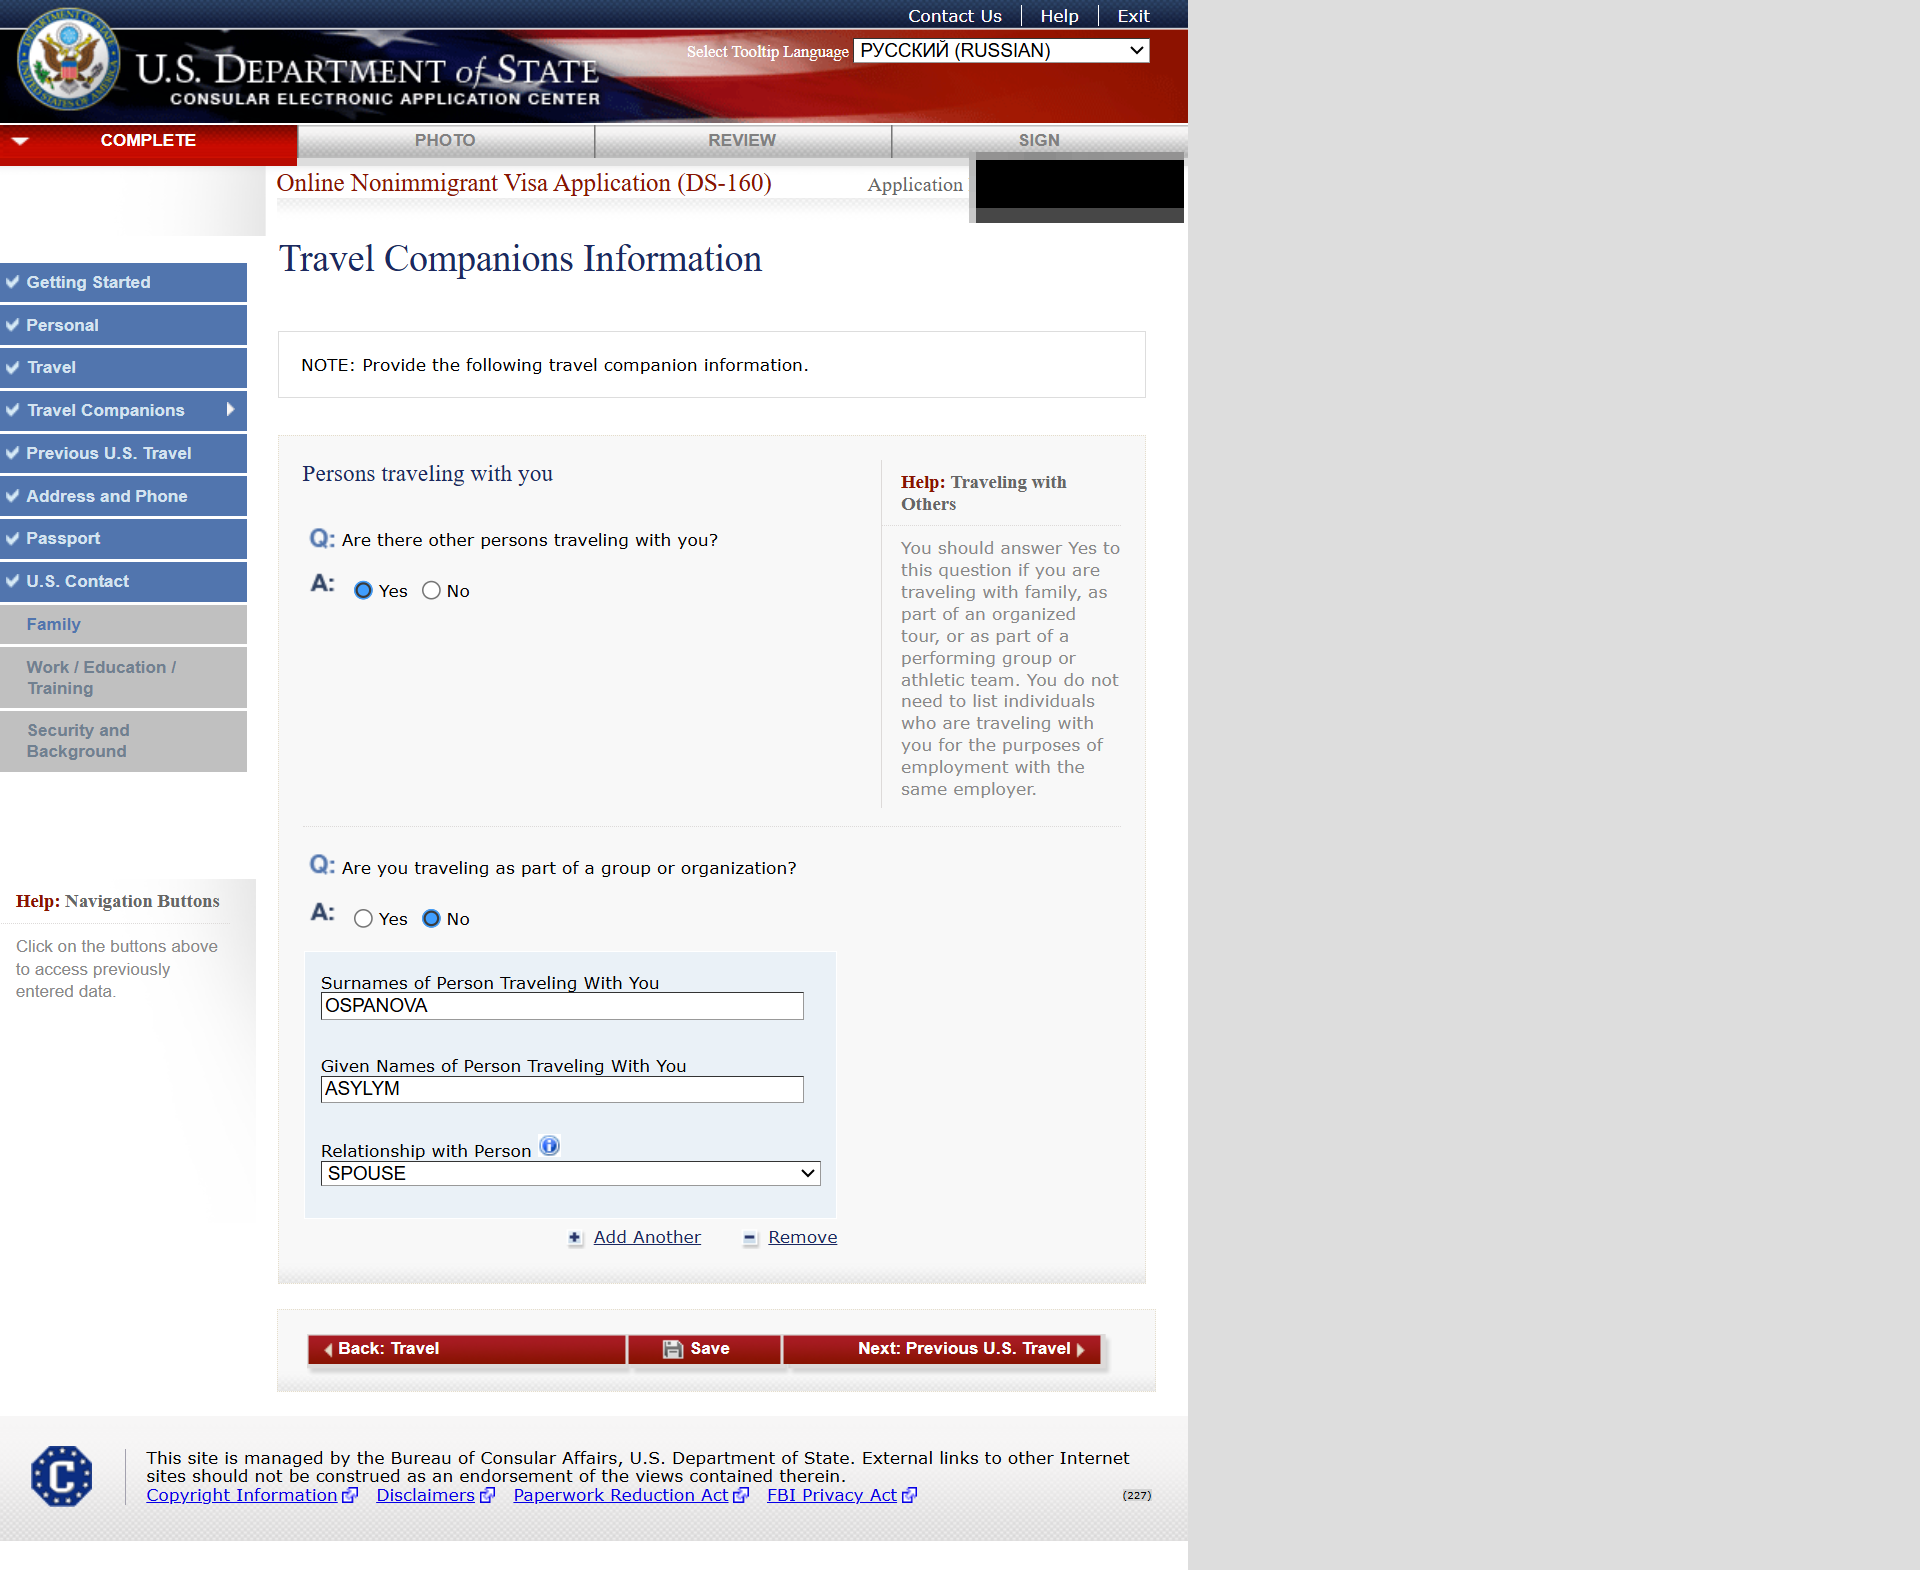 Contact Us
Help
Exit
Select Tooltip Language
РУССКИЙ (RUSSIAN)
U.S. DEPARTMENT of STATE
CONSULAR ELECTRONIC APPLICATION CENTER
COMPLETE
PHOTO
REVIEW
SIGN
Online Nonimmigrant Visa Application (DS-160)
Application
Travel Companions Information
Getting Started
Personal
Travel
Travel Companions
Previous U.S. Travel
Address and Phone
Passport
U.S. Contact
Family
Work / Education /
Training
Security and
Background
Help: Navigation Buttons
Click on the buttons above
to access previously
entered data.
NOTE: Provide the following travel companion information.
Persons traveling with you
Q: Are there other persons traveling with you?
A: Yes No
Help: Traveling with
Others
You should answer Yes to
this question if you are
traveling with family, as
part of an organized
tour, or as part of a
performing group or
athletic team. You do not
need to list individuals
who are traveling with
you for the purposes of
employment with the
same employer.
Q: Are you traveling as part of a group or organization?
A: Yes No
Surnames of Person Traveling With You
OSPANOVA
Given Names of Person Traveling With You
ASYLYM
Relationship with Person
SPOUSE
Add Another
Remove
Back: Travel
Save
Next: Previous U.S. Travel
This site is managed by the Bureau of Consular Affairs, U.S. Department of State. External links to other Internet
sites should not be construed as an endorsement of the views contained therein.
Copyright Information Disclaimers Paperwork Reduction Act FBI Privacy Act
(227)